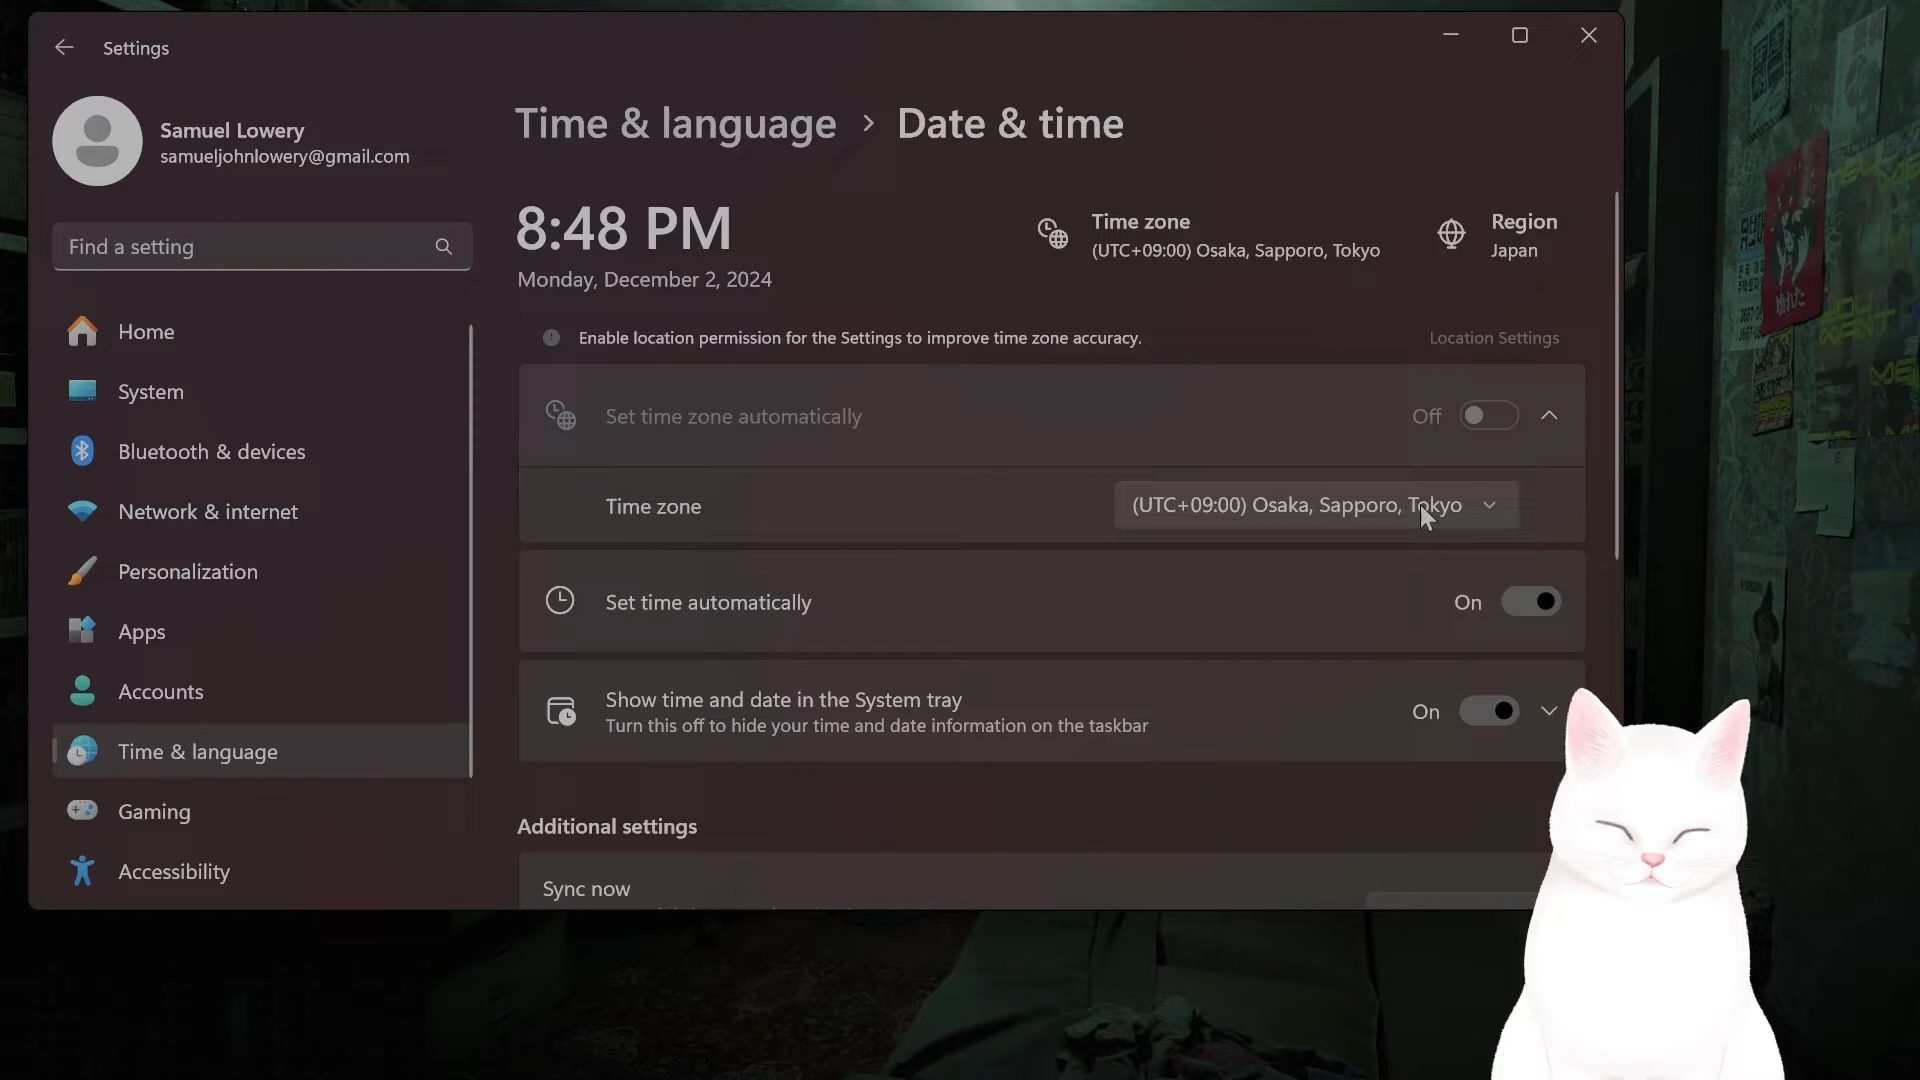 Settings
Samuel Lowery
samueljohnlowery@gmail.com
Find a setting
Home
System
Bluetooth & devices
Network & internet
Personalization
Apps
Accounts
Time & language
Gaming
Accessibility
Time & language > Date & time
8:48 PM
Monday, December 2, 2024
Time zone
(UTC+09:00) Osaka, Sapporo, Tokyo
Region
Japan
Enable location permission for the Settings to improve time zone accuracy.
Location Settings
Set time zone automatically
Off
Time zone
(UTC+09:00) Osaka, Sapporo, Tokyo
Set time automatically
On
Show time and date in the System tray
Turn this off to hide your time and date information on the taskbar
On
Additional settings
Sync now